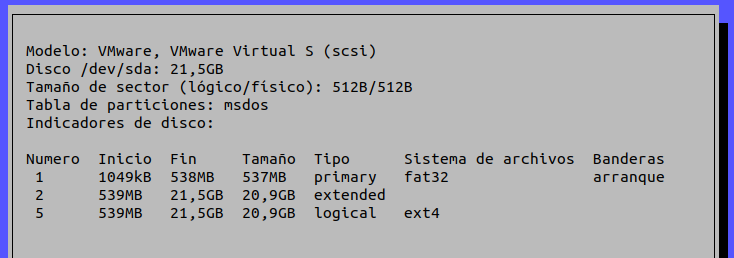 Modelo: VMware, VMware Virtual S (scsi)
Disco /dev/sda: 21,5GB
Tamaño de sector (lógico/físico): 512B/512B
Tabla de particiones: msdos
Indicadores de disco:
Numero  Inicio  Fin     Tamaño  Tipo      Sistema de archivos  Banderas
 1      1049kB  538MB   537MB   primary   fat32                arranque
 2      539MB   21,5GB  20,9GB  extended
 5      539MB   21,5GB  20,9GB  logical   ext4